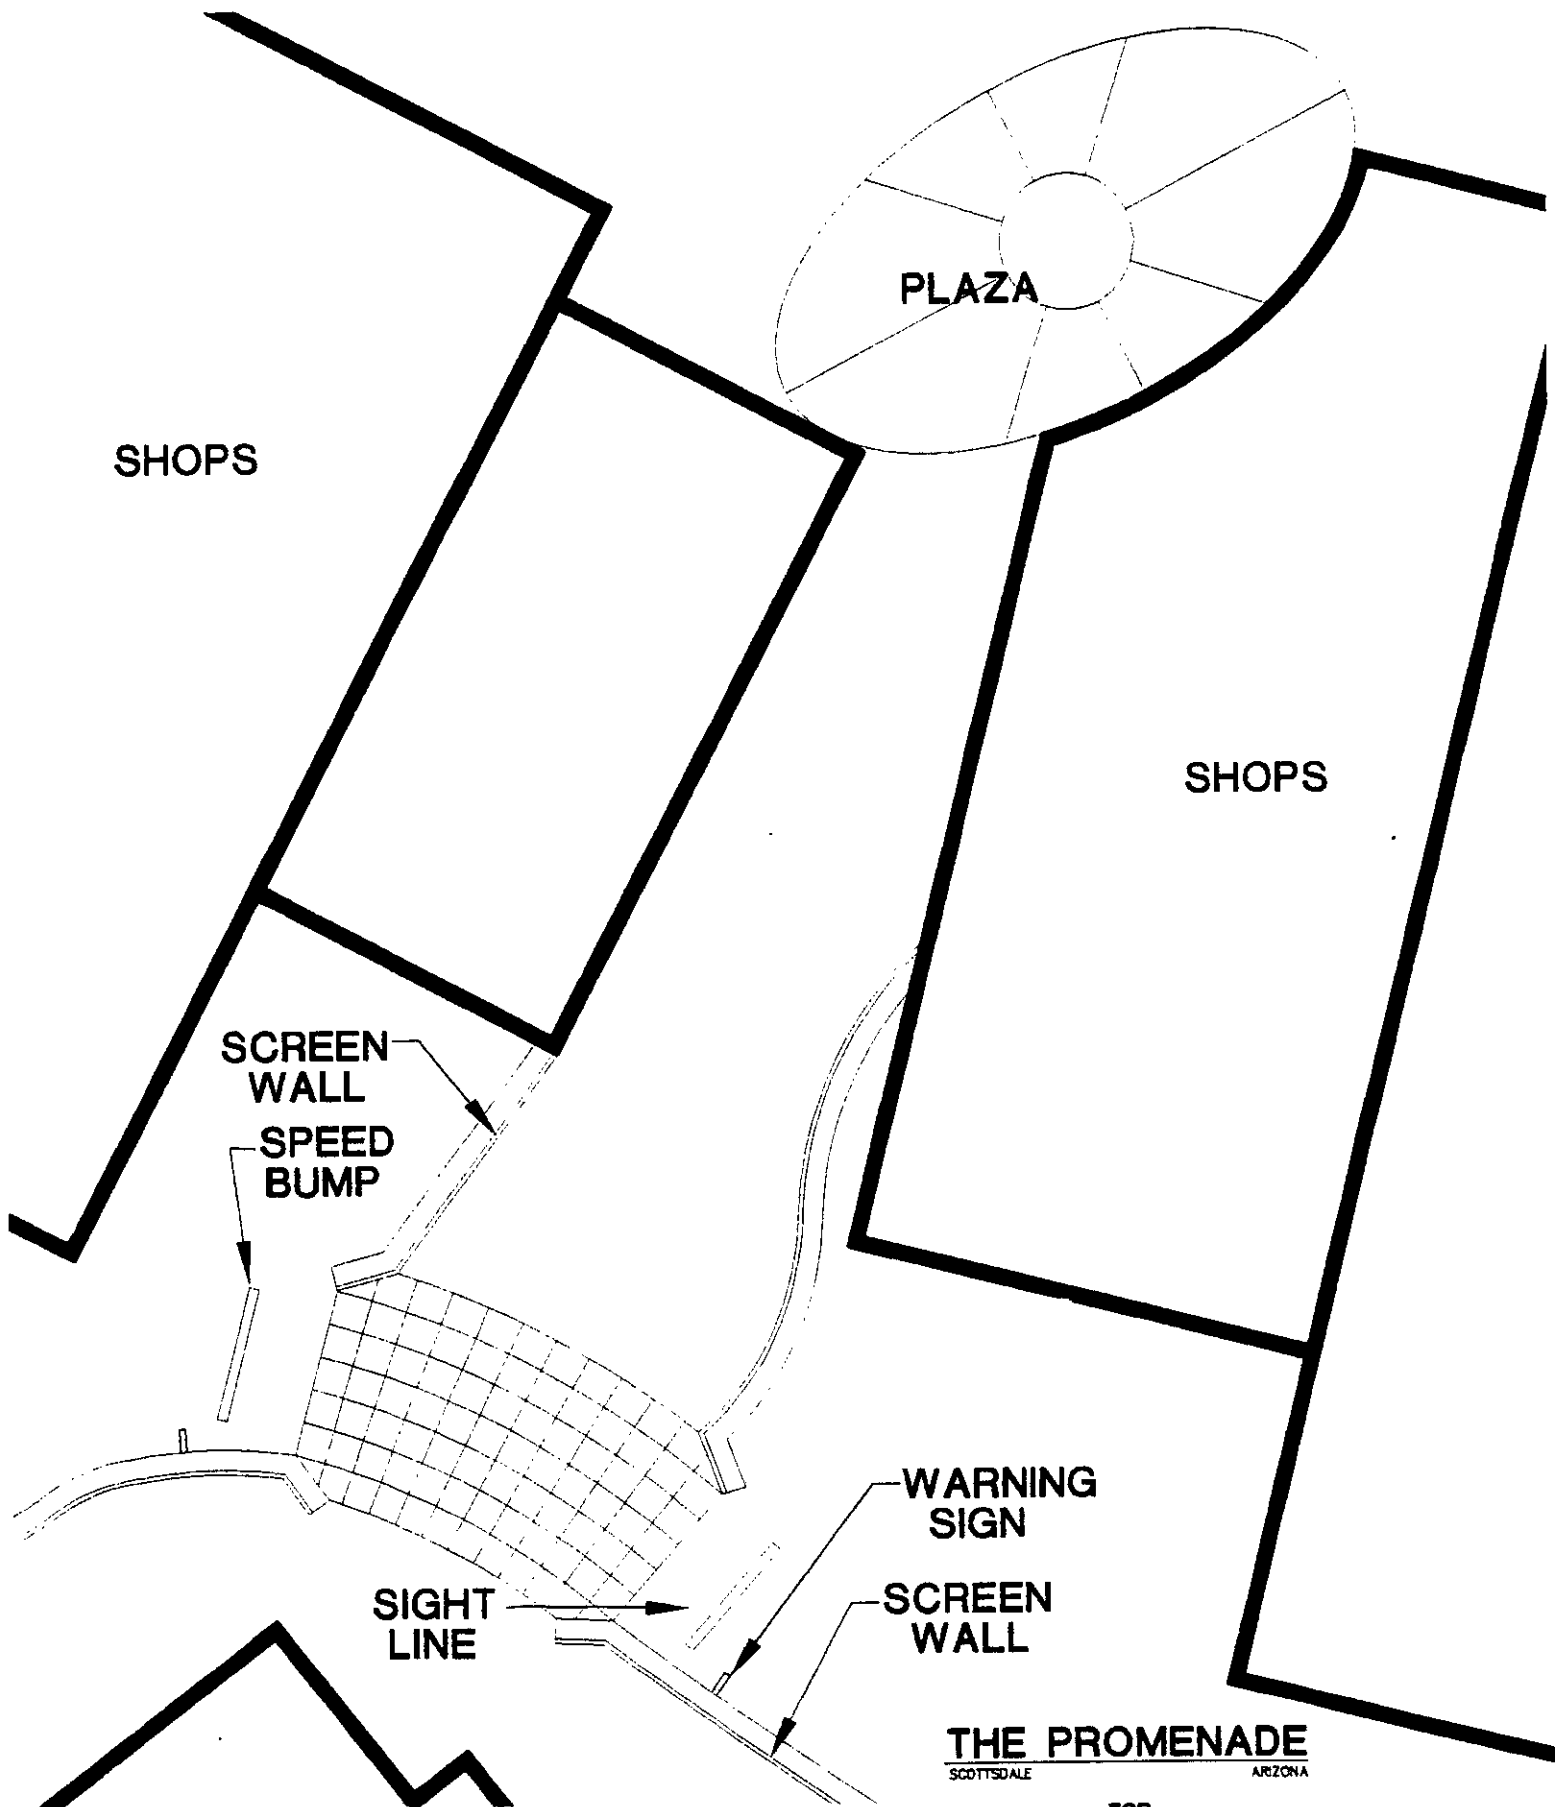 PLAZA
SHOPS
SHOPS
SCREEN
WALL
SPEED
BUMP
WARNING
SIGN
SIGHT
LINE
SCREEN
WALL
THE PROMENADE
SCOTTSDALE ARIZONA